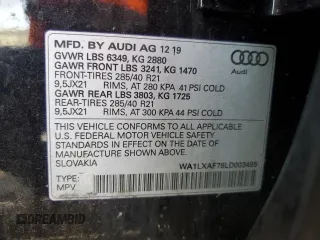 MFD. BY AUDI AG 12 19
GVWR LBS 6349, KG 2880
GAWR FRONT LBS 3241, KG 1470
FRONT-TIRES 285/40 R21
9,5JX21 RIMS, AT 280 KPA 41 PSI COLD
GAWR REAR LBS 3803, KG 1725
REAR-TIRES 285/40 R21
9,5JX21 RIMS, AT 300 KPA 44 PSI COLD
THIS VEHICLE CONFORMS TO ALL APPLICABLE
U.S. FEDERAL MOTOR VEHICLE SAFETY STANDARDS
IN EFFECT ON THE DATE OF MANUFACTURE
SHOWN ABOVE.
SLOVAKIA
TYPE:
MPV
Audi
DREAMBID